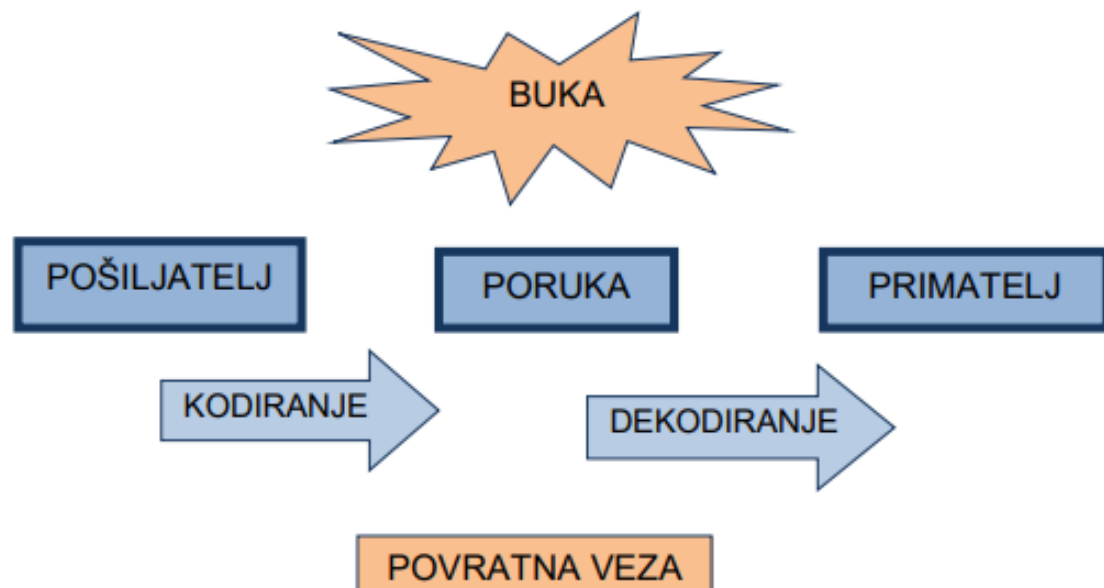 BUKA
POŠILJATELJ
PORUKA
PRIMATELJ
KODIRANJE
DEKODIRANJE
POVRATNA VEZA